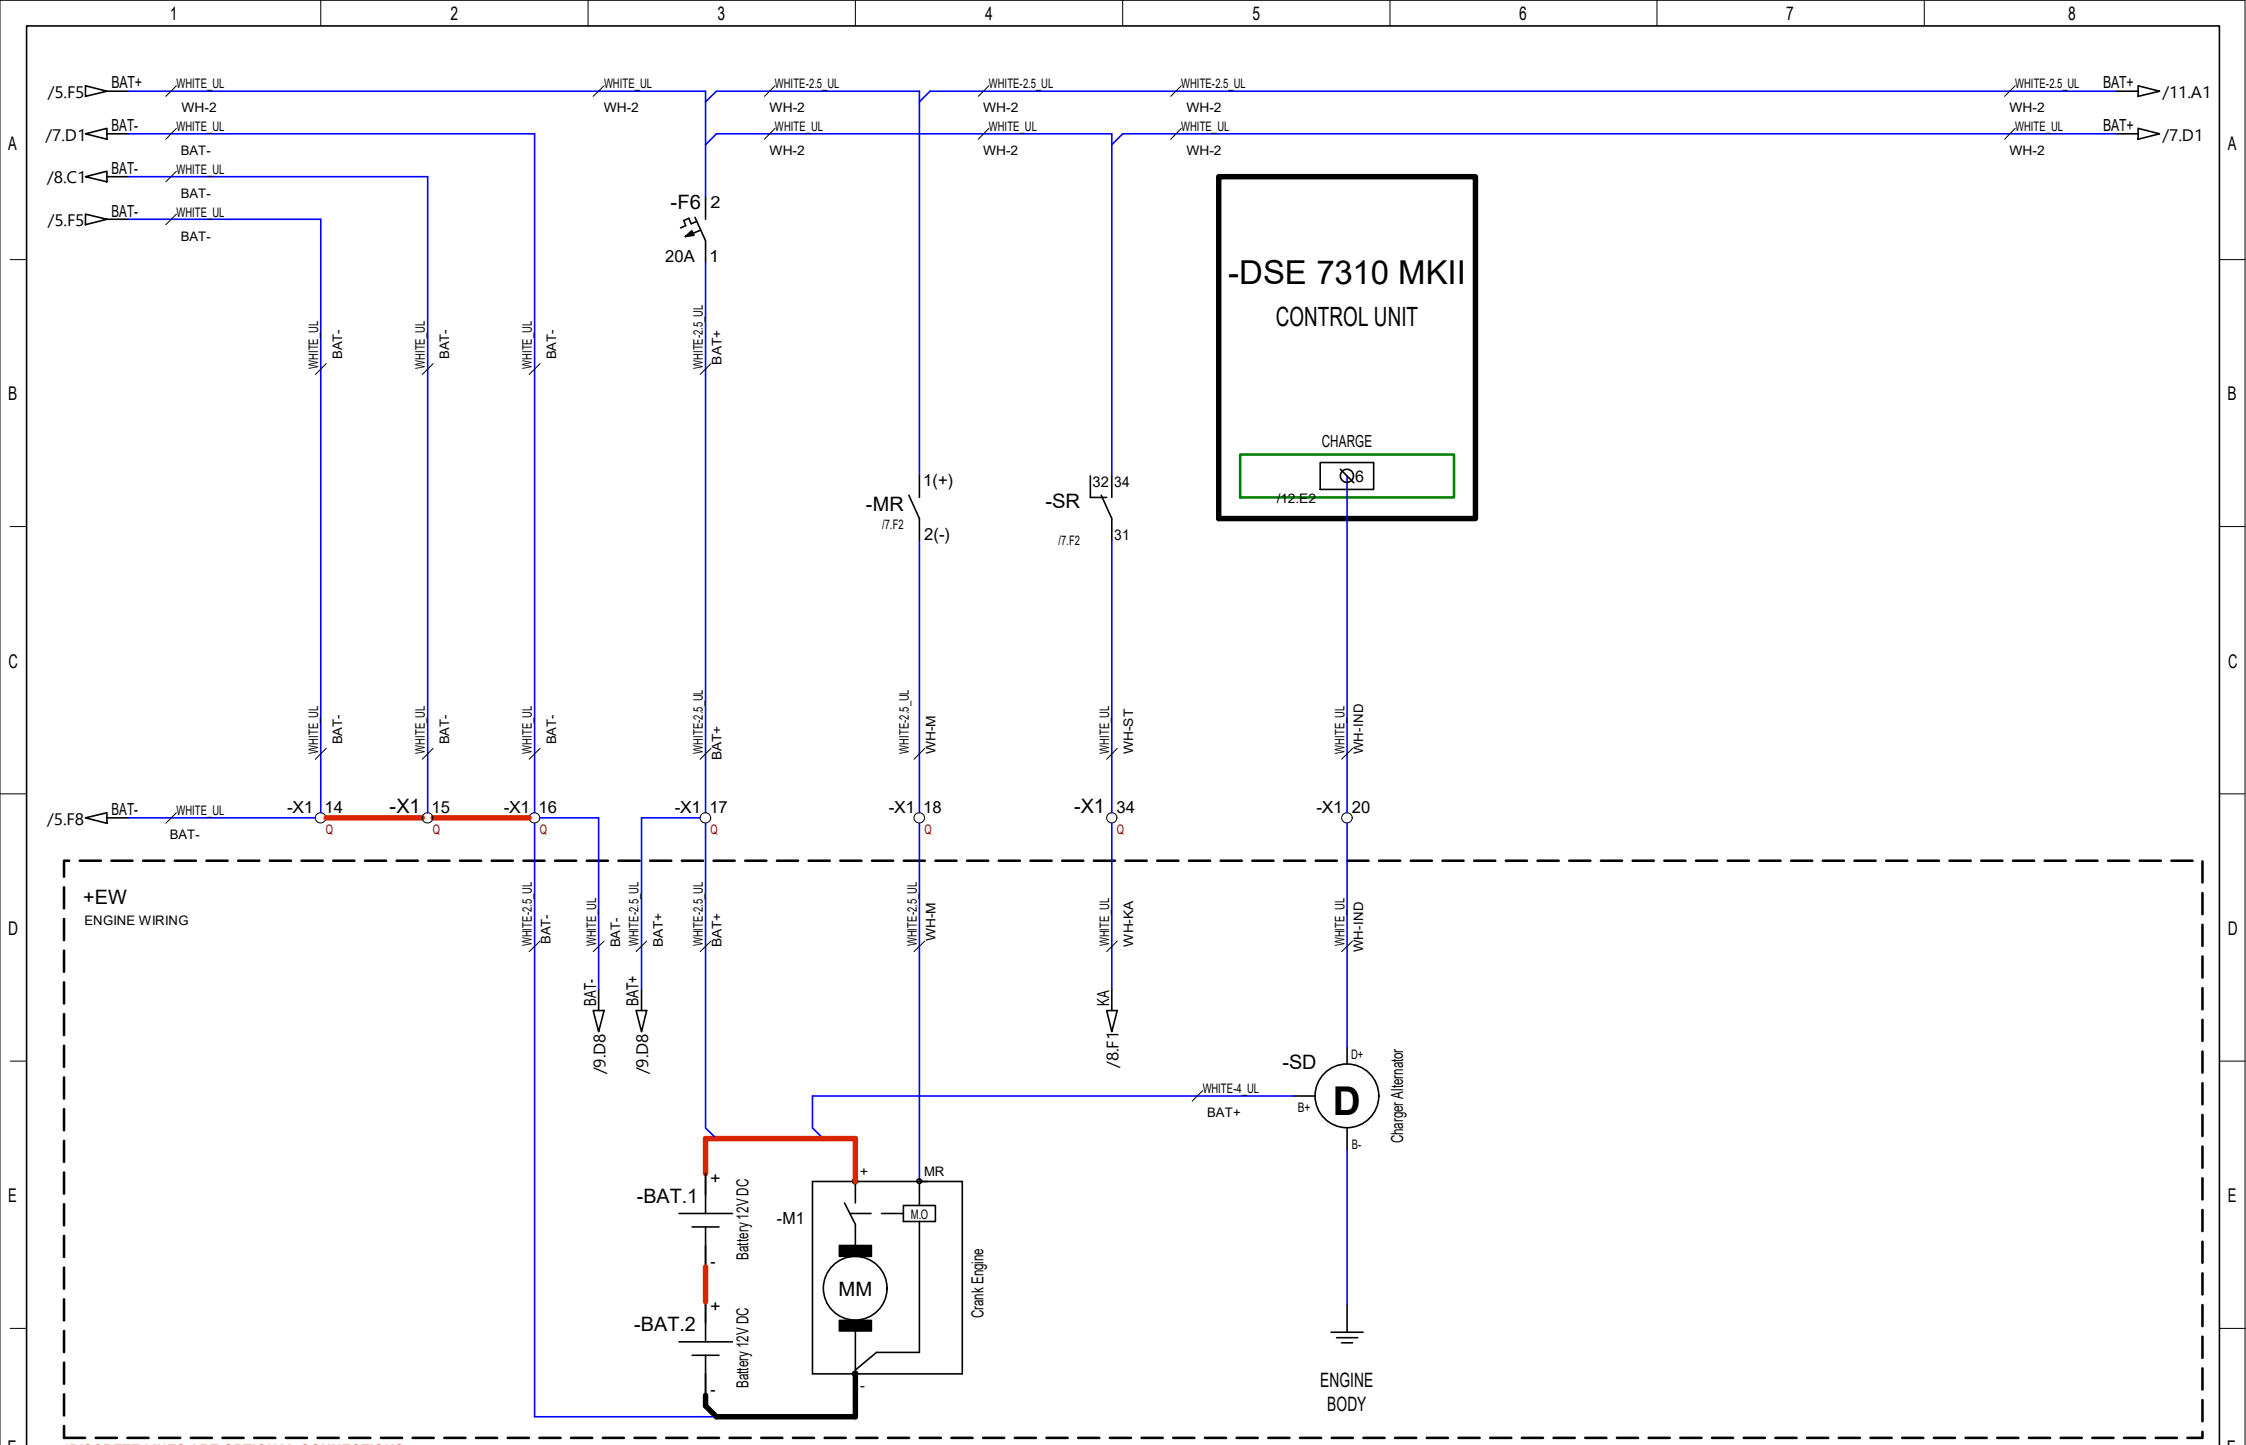 1 2 3 4 5 6 7 8
/5.F5 BAT+ WHITE_UL WHITE_UL WHITE-2.5_UL WHITE-2.5_UL WHITE-2.5_UL WHITE-2.5_UL BAT+ /11.A1
WH-2 WH-2 WH-2 WH-2 WH-2 WH-2
/7.D1 BAT- WHITE_UL WHITE_UL WHITE_UL WHITE_UL WHITE_UL BAT+ /7.D1
A BAT- WH-2 WH-2 WH-2 WH-2 A
/8.C1 BAT- WHITE_UL
BAT-
/5.F5 BAT- WHITE_UL
BAT-
-F6 2
20A 1
-DSE 7310 MKII
CONTROL UNIT
WHITE_UL BAT- WHITE_UL BAT- WHITE_UL BAT- WHITE-2.5_UL BAT+
B B
CHARGE
6
/12.E2
-MR 1(+)
/7.F2 2(-)
-SR 32 34
/7.F2 31
C C
WHITE_UL BAT- WHITE_UL BAT- WHITE_UL BAT- WHITE-2.5_UL BAT+ WHITE-2.5_UL WH-M WHITE_UL WH-ST WHITE_UL WH-IND
/5.F8 BAT- WHITE_UL -X1 14 -X1 15 -X1 16 -X1 17 -X1 18 -X1 34 -X1 20
BAT- Q Q Q Q Q Q
+EW
ENGINE WIRING
D D
WHITE-2.5_UL BAT- WHITE_UL BAT- WHITE-2.5_UL BAT+ WHITE-2.5_UL BAT+ WHITE-2.5_UL WH-M WHITE_UL WH-KA WHITE_UL WH-IND
BAT- BAT+ KA
/9.D8 /9.D8 /8.F1
-SD D+
WHITE-4_UL B+ D
BAT+
B-
Charger Alternator
E E
+ + MR
-BAT.1 Battery 12V DC
-
-M1 M.O
MM
Crank Engine
+
-BAT.2 Battery 12V DC
- -
ENGINE
BODY